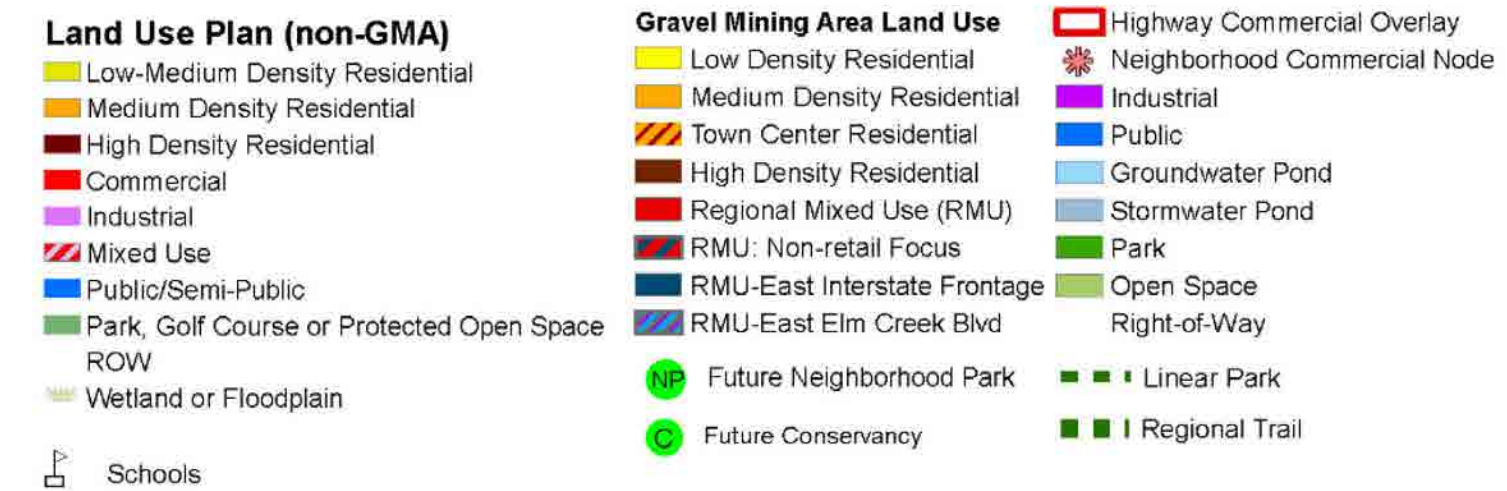 Land Use Plan (non-GMA)
Low-Medium Density Residential
Medium Density Residential
High Density Residential
Commercial
Industrial
Mixed Use
Public/Semi-Public
Park, Golf Course or Protected Open Space
ROW
Wetland or Floodplain
Schools
Gravel Mining Area Land Use
Low Density Residential
Medium Density Residential
Town Center Residential
High Density Residential
Regional Mixed Use (RMU)
RMU: Non-retail Focus
RMU-East Interstate Frontage
RMU-East Elm Creek Blvd
NP Future Neighborhood Park
C Future Conservancy
Highway Commercial Overlay
Neighborhood Commercial Node
Industrial
Public
Groundwater Pond
Stormwater Pond
Park
Open Space
Right-of-Way
Linear Park
Regional Trail